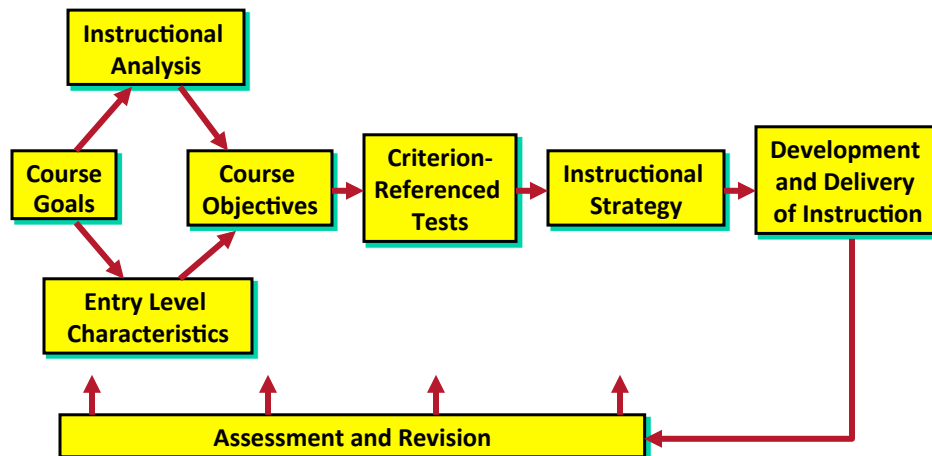 Instructional
Analysis
Course
Goals
Course
Objectives
Criterion-
Referenced
Tests
Instructional
Strategy
Development
and Delivery
of Instruction
Entry Level
Characteristics
Assessment and Revision